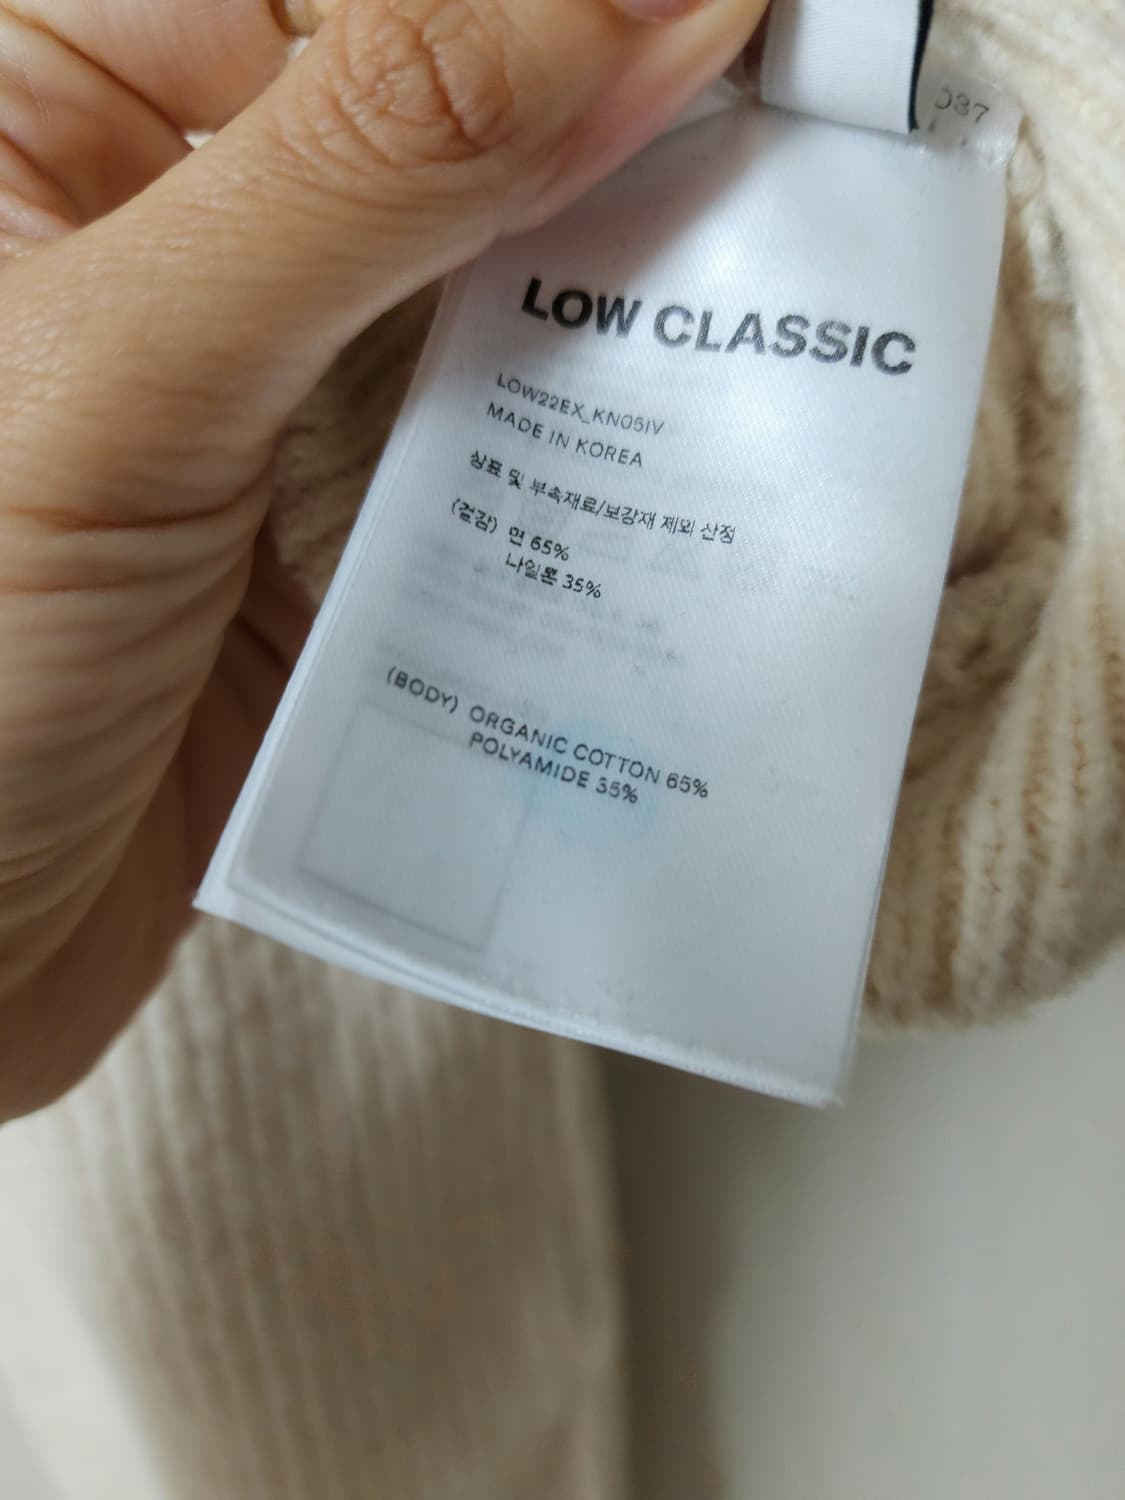 037
LOW CLASSIC
LOW22EX_KN05IV
MADE IN KOREA
상표 및 부속재료/보강재 제외 산정
(겉감) 면 65%
나일론 35%
(BODY) ORGANIC COTTON 65%
POLYAMIDE 35%